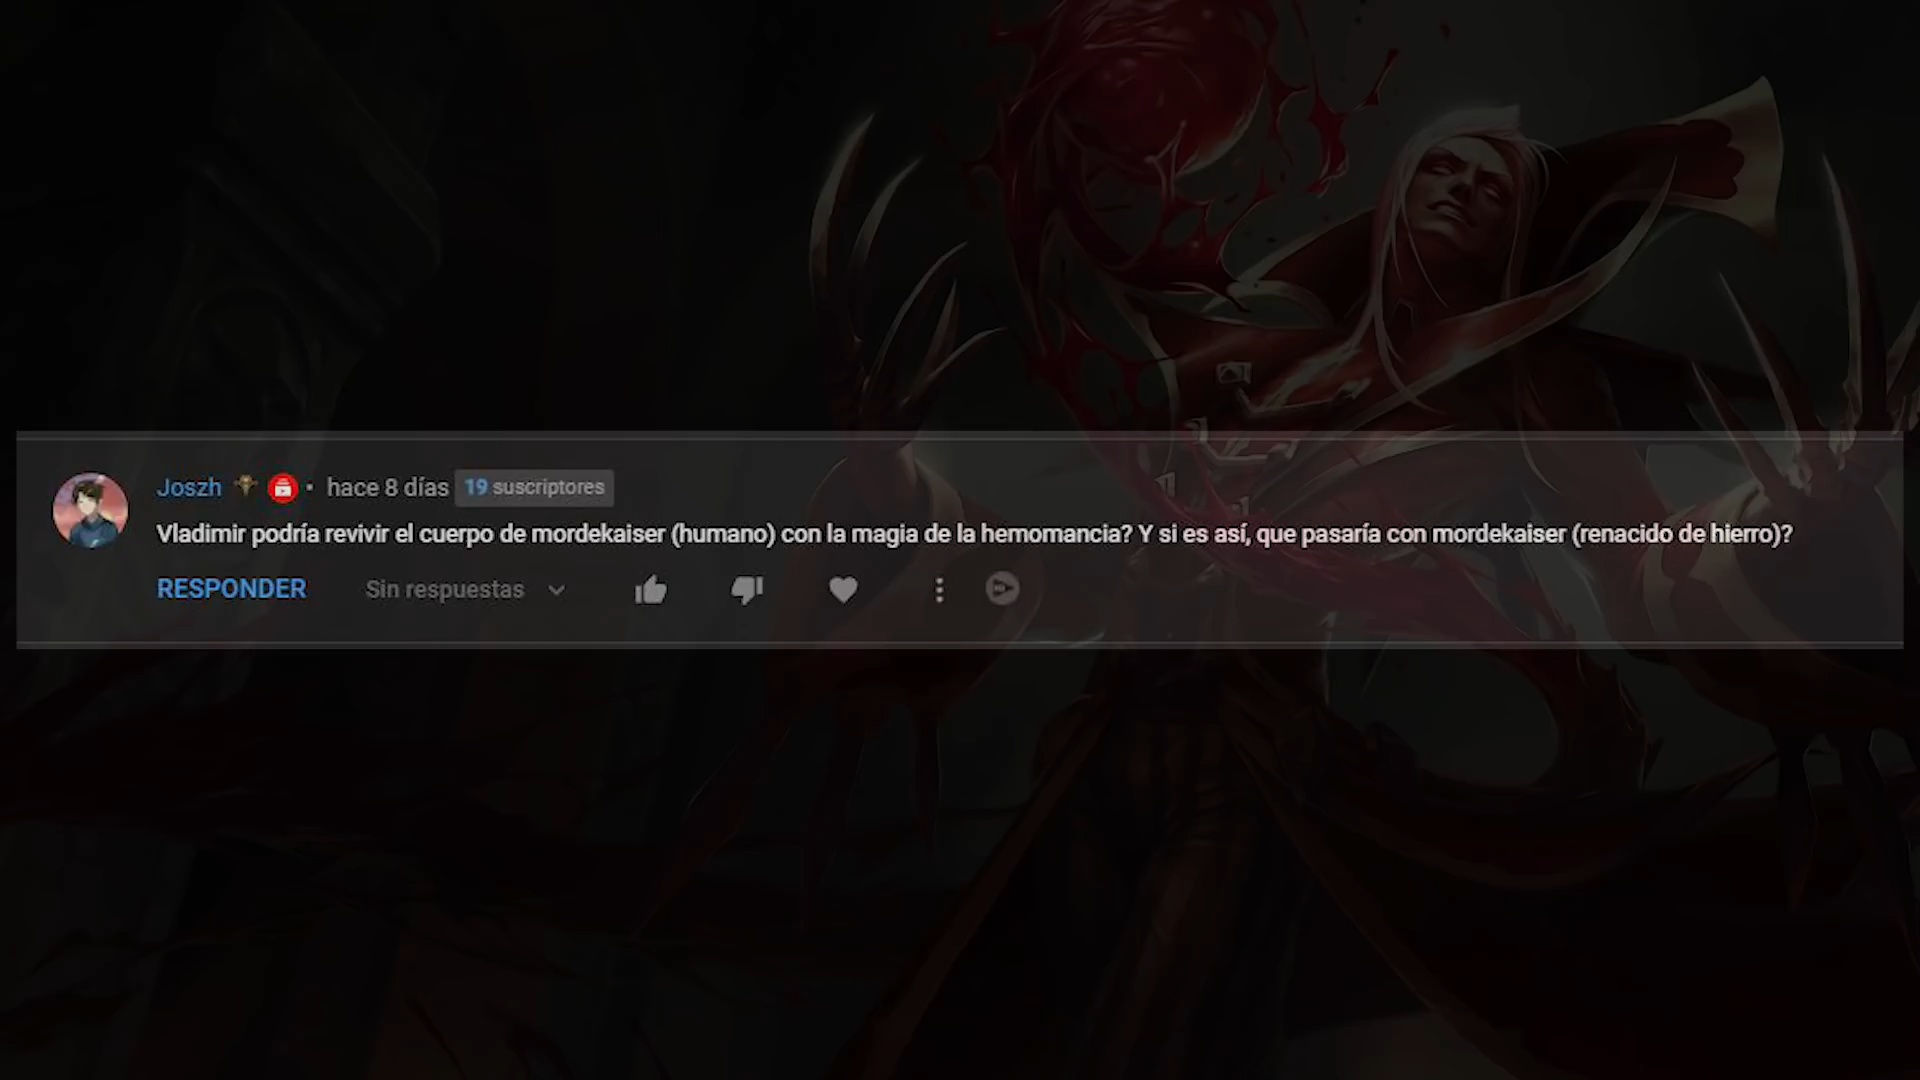 Joszh · hace 8 días 19 suscriptores
Vladimir podría revivir el cuerpo de mordekaiser (humano) con la magia de la hemomancia? Y si es así, que pasaría con mordekaiser (renacido de hierro)?
RESPONDER Sin respuestas